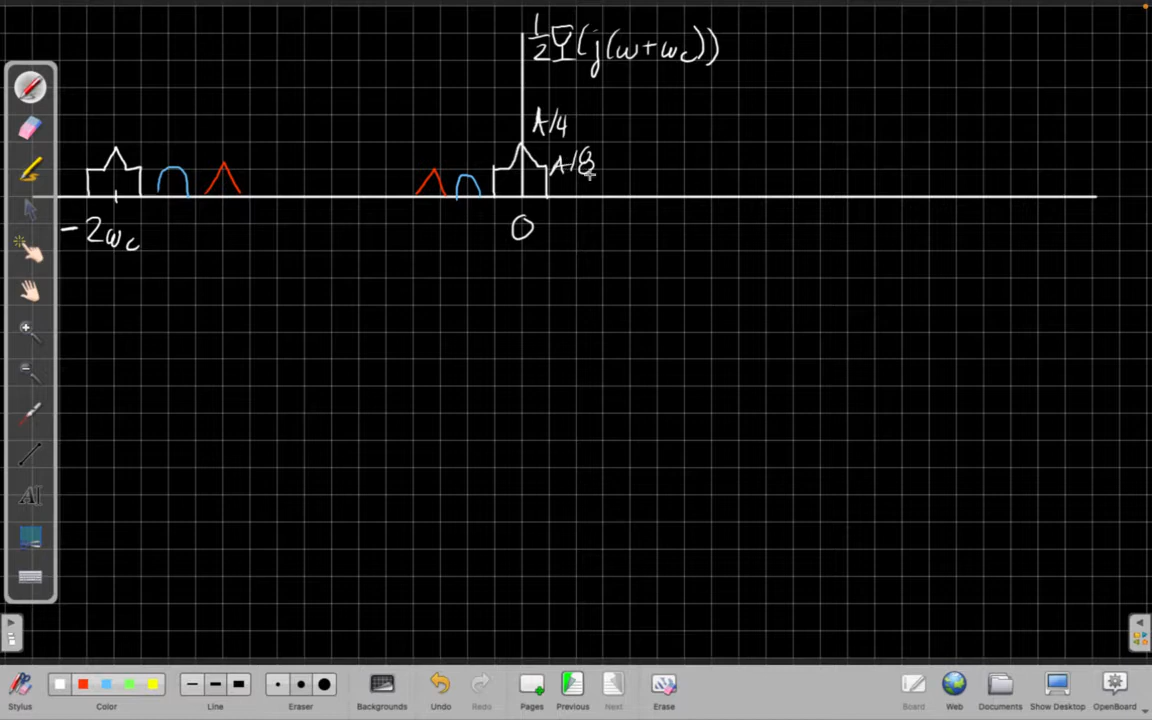 ½Ψ(j(ω+ωc))
A/4
A/8
-2ωc
0
AI
Stylus
Color
Line
Eraser
Backgrounds
Undo
Redo
Pages
Previous
Next
Erase
Board
Web
Documents
Show Desktop
OpenBoard